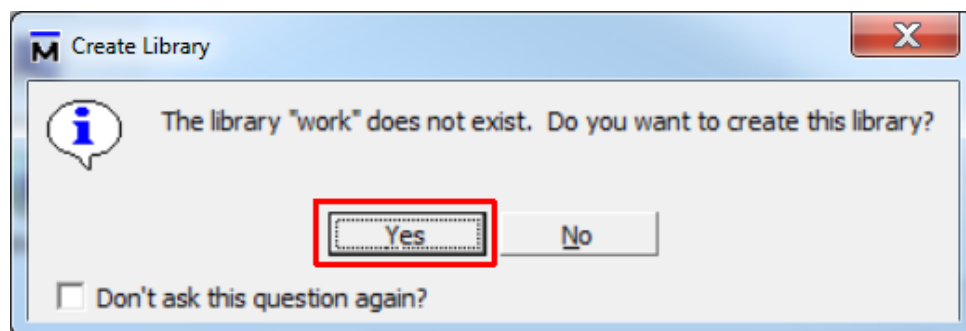 Create Library
The library "work" does not exist.  Do you want to create this library?
Yes
No
Don't ask this question again?